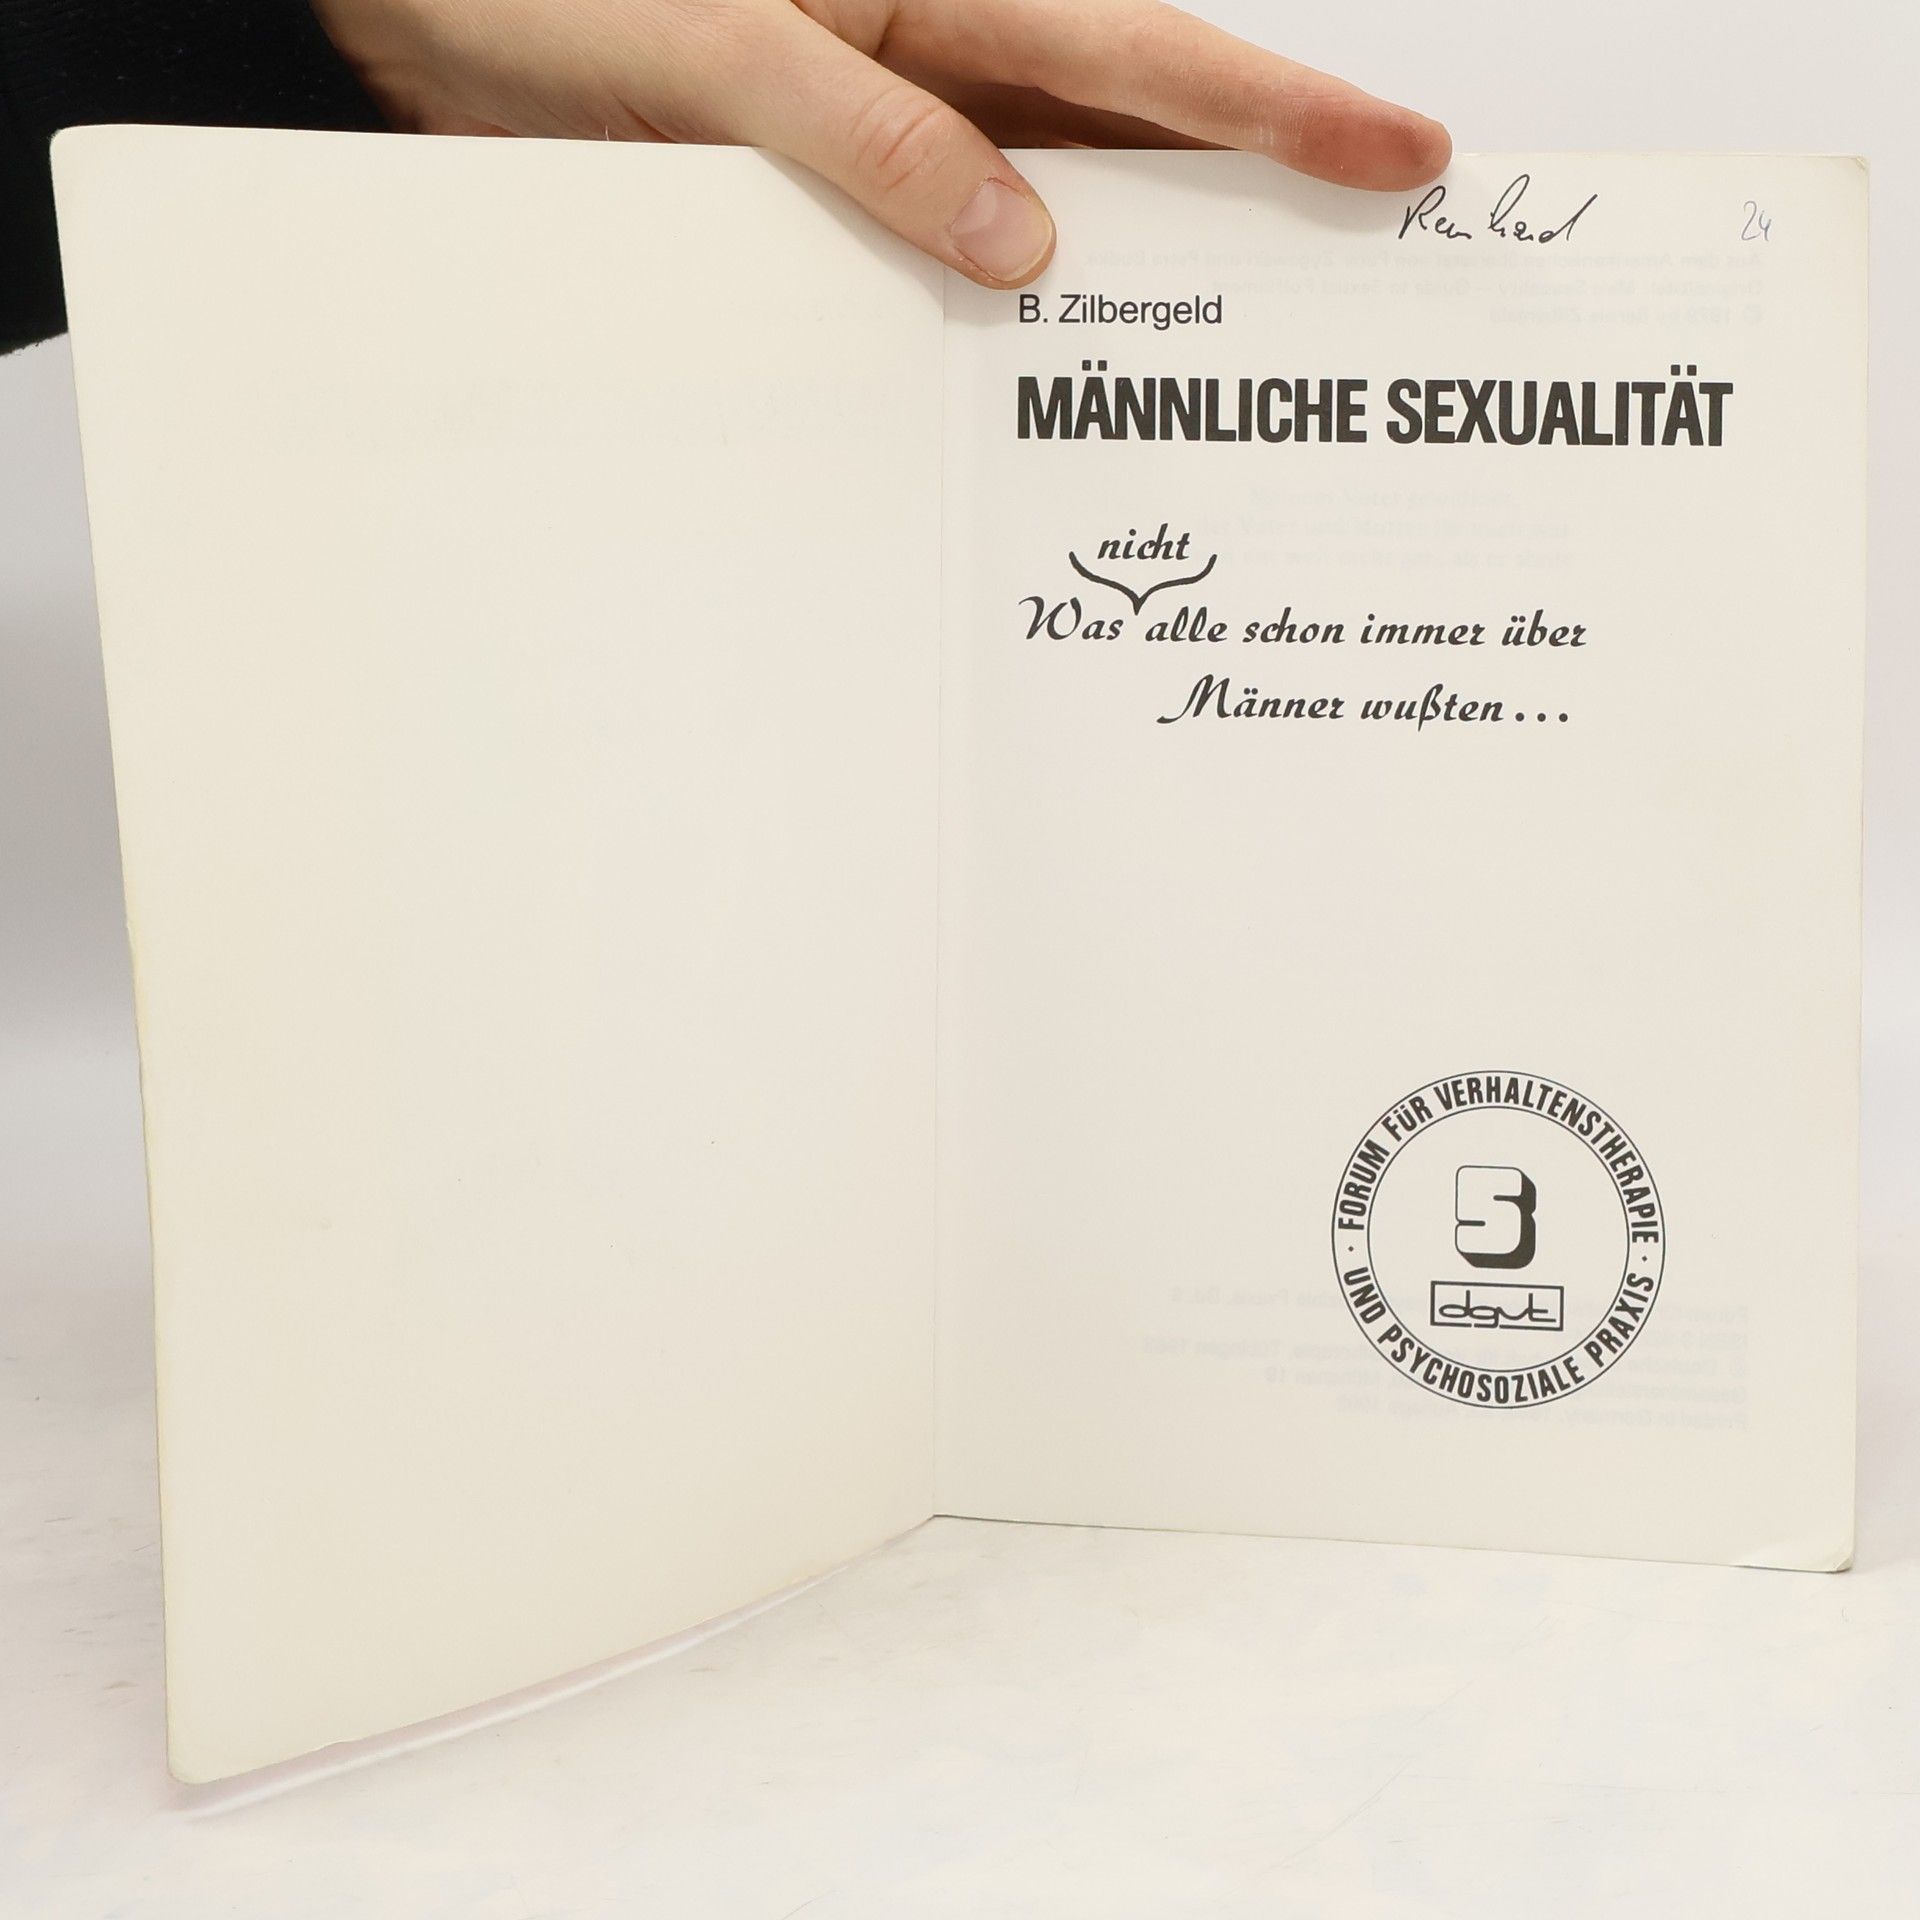 Reinhard 24
B. Zilbergeld
MÄNNLICHE SEXUALITÄT
nicht
Was alle schon immer über
Männer wußten...
· FORUM FÜR VERHALTENSTHERAPIE ·
UND PSYCHOSOZIALE PRAXIS
5
dgvt